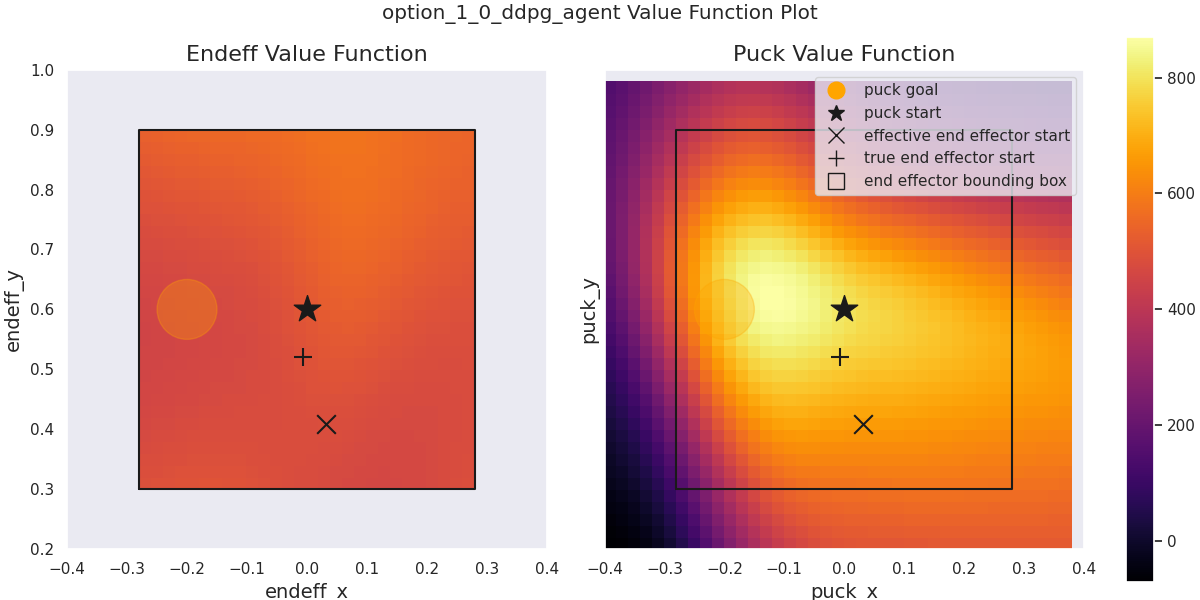 option_1_0_ddpg_agent Value Function Plot
Endeff Value Function
endeff_y
1.0
0.9
0.8
0.7
0.6
0.5
0.4
0.3
0.2
−0.4 −0.3 −0.2 −0.1 0.0 0.1 0.2 0.3 0.4
endeff_x
Puck Value Function
puck_y
puck goal
puck start
effective end effector start
true end effector start
end effector bounding box
−0.4 −0.3 −0.2 −0.1 0.0 0.1 0.2 0.3 0.4
puck_x
800
600
400
200
0